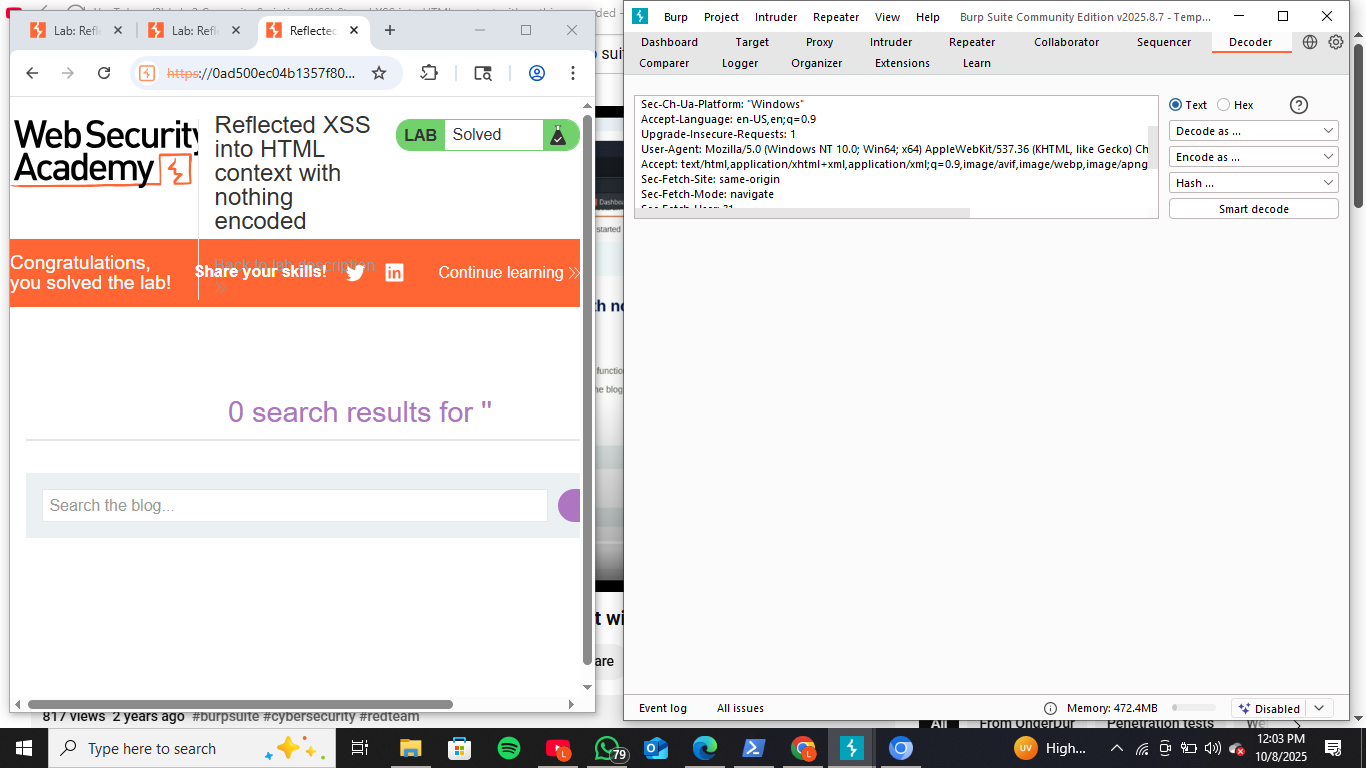 Lab: Refl
Lab: Refl
Reflected
https://0ad500ec04b1357f80...
WebSecurity
Academy
Reflected XSS
into HTML
context with
nothing
encoded
LAB
Solved
Back to lab description
Congratulations,
you solved the lab!
Share your skills!
Continue learning
0 search results for ''
Search the blog...
817 views 2 years ago #burpsuite #cybersecurity #redteam
Burp
Project
Intruder
Repeater
View
Help
Burp Suite Community Edition v2025.8.7 - Temp...
Dashboard
Target
Proxy
Intruder
Repeater
Collaborator
Sequencer
Decoder
Comparer
Logger
Organizer
Extensions
Learn
Sec-Ch-Ua-Platform: "Windows"
Accept-Language: en-US,en;q=0.9
Upgrade-Insecure-Requests: 1
User-Agent: Mozilla/5.0 (Windows NT 10.0; Win64; x64) AppleWebKit/537.36 (KHTML, like Gecko) Ch
Accept: text/html,application/xhtml+xml,application/xml;q=0.9,image/avif,image/webp,image/apng
Sec-Fetch-Site: same-origin
Sec-Fetch-Mode: navigate
Sec-Fetch-User: ?1
Text
Hex
Decode as ...
Encode as ...
Hash ...
Smart decode
Event log
All issues
Memory: 472.4MB
Disabled
All
From OnderDur
Penetration tests
Type here to search
79
UV
High...
12:03 PM
10/8/2025